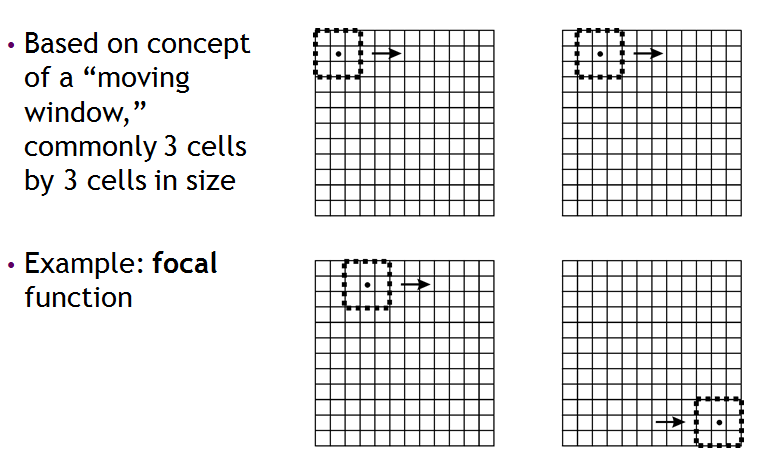 • Based on concept
of a “moving
window,”
commonly 3 cells
by 3 cells in size
• Example: focal
function